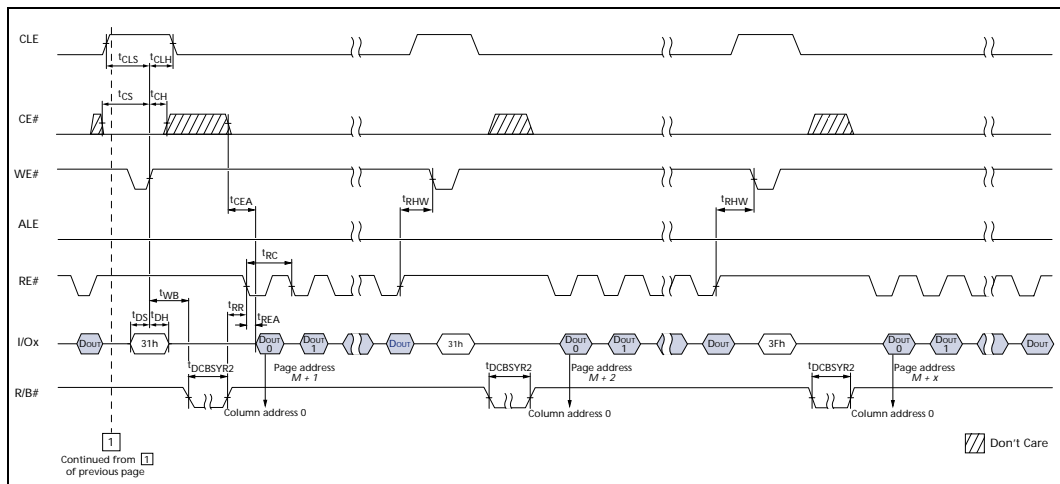 CLE
tCLS tCLH
tCS tCH
CE#
WE#
tCEA tRHW tRHW
ALE
tRC
RE#
tWB
tRR
tDS tDH tREA
I/Ox DOUT 31h DOUT 0 DOUT 1 DOUT 31h DOUT 0 DOUT 1 DOUT 3Fh DOUT 0 DOUT 1 DOUT
tDCBSYR2 Page address M + 1 tDCBSYR2 Page address M + 2 tDCBSYR2 Page address M + x
R/B#
Column address 0 Column address 0 Column address 0
1
Continued from 1
of previous page
Don't Care